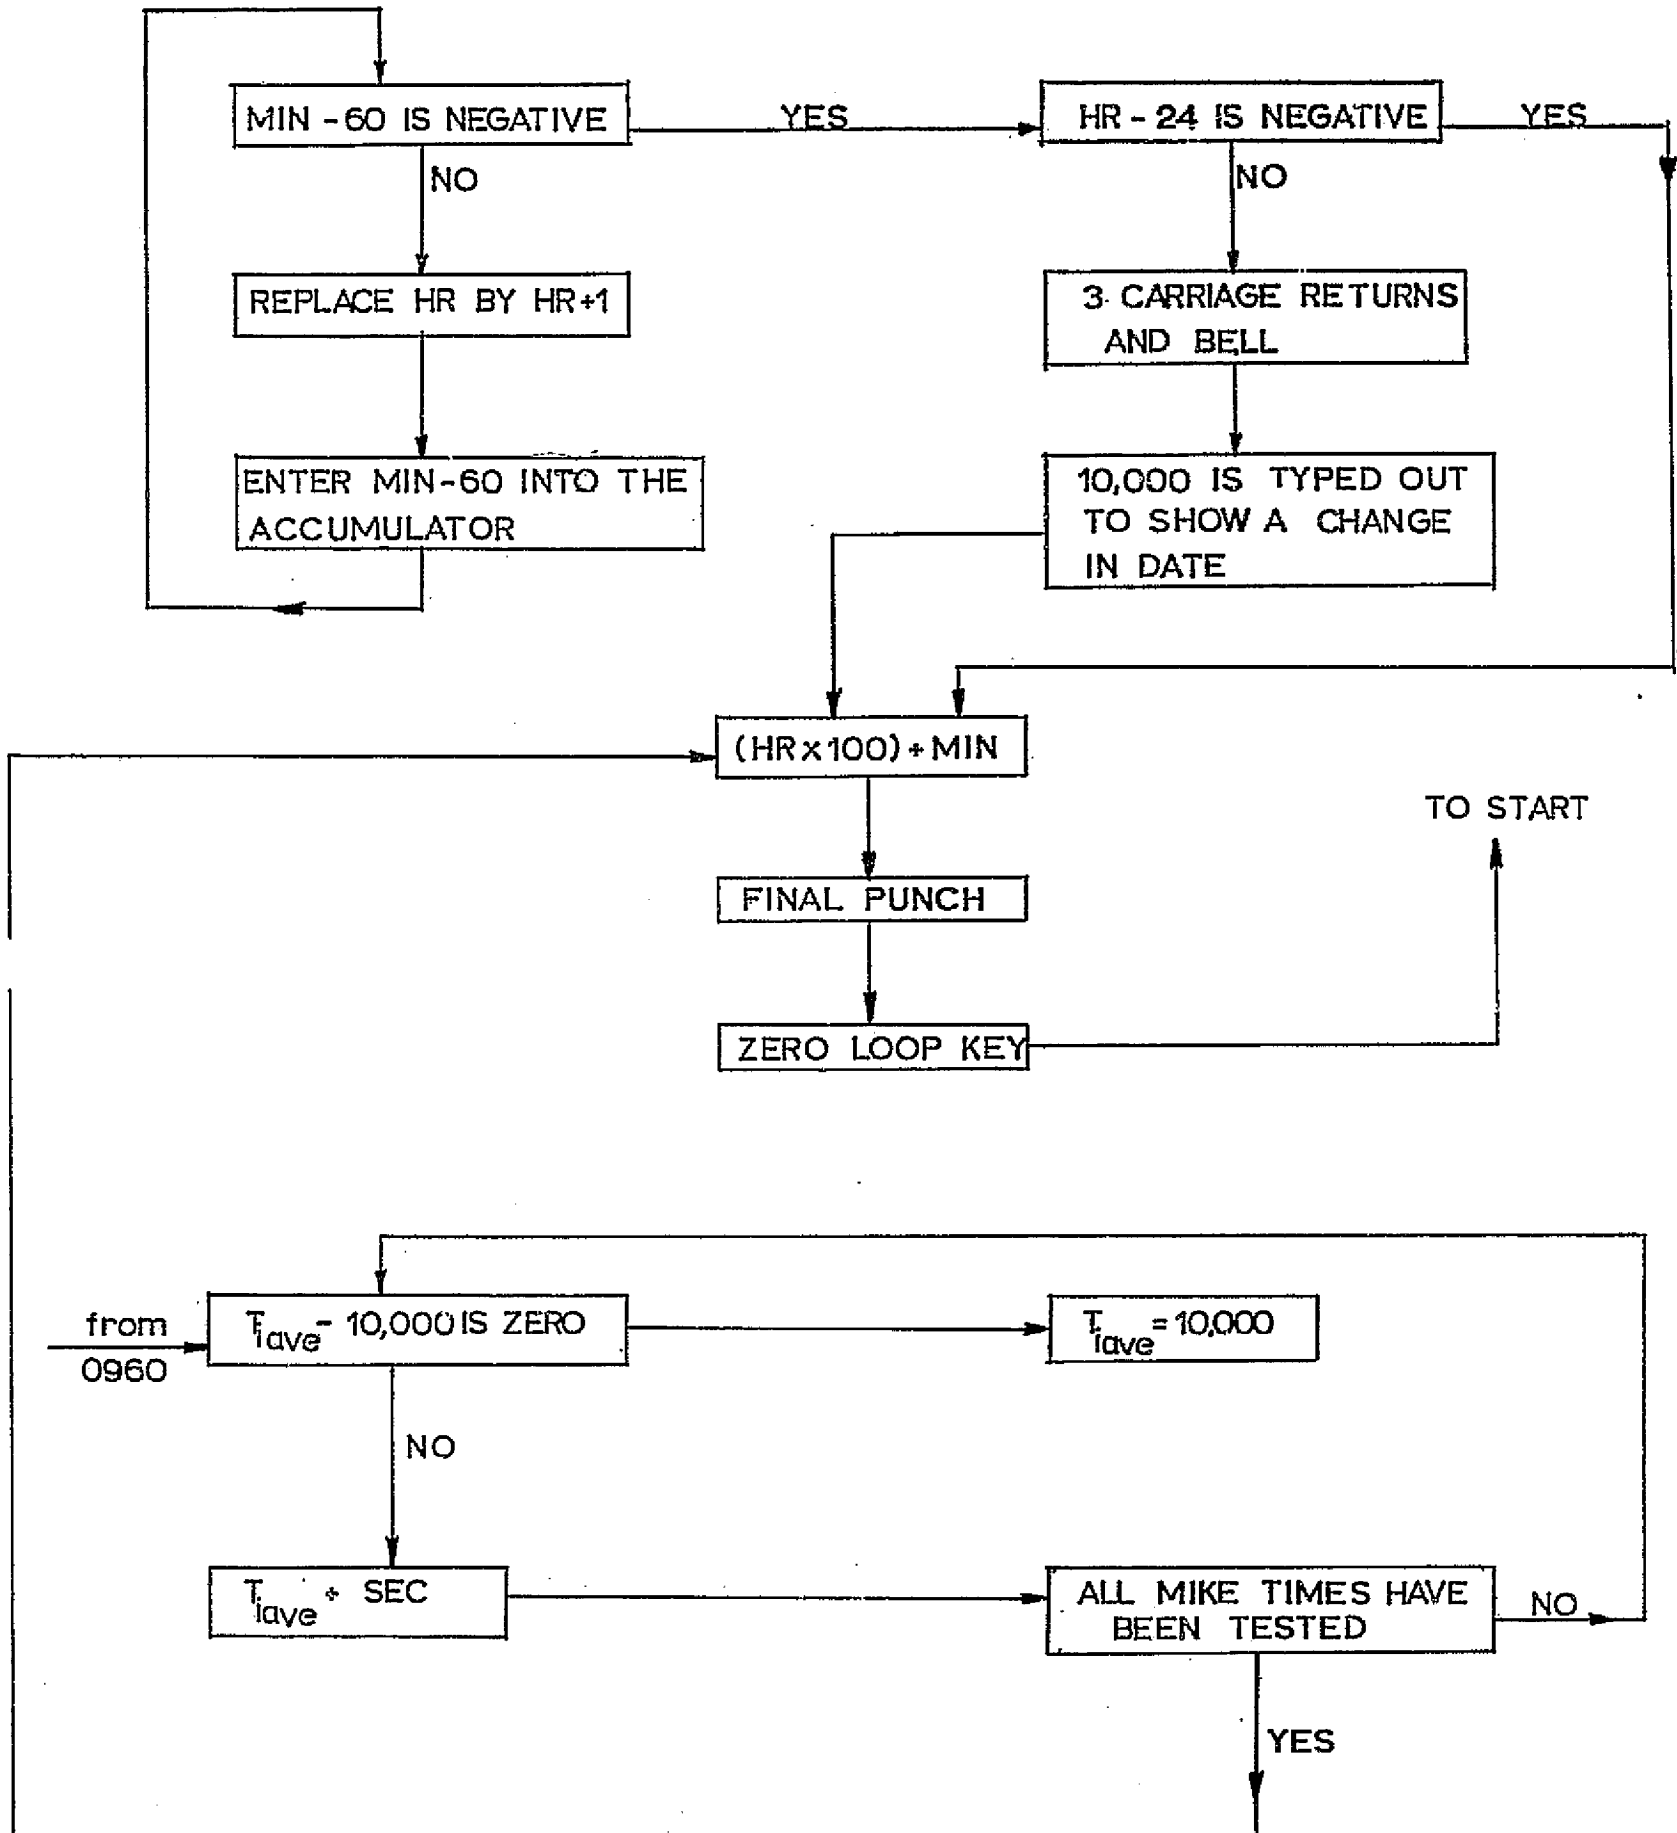 MIN - 60 IS NEGATIVE
YES
HR - 24 IS NEGATIVE
YES
NO
NO
REPLACE HR BY HR+1
3 CARRIAGE RETURNS
AND BELL
ENTER MIN-60 INTO THE
ACCUMULATOR
10,000 IS TYPED OUT
TO SHOW A CHANGE
IN DATE
(HR x 100) + MIN
TO START
FINAL PUNCH
ZERO LOOP KEY
from
0960
Tiave - 10,000 IS ZERO
Tiave = 10,000
NO
Tiave + SEC
ALL MIKE TIMES HAVE
BEEN TESTED
NO
YES